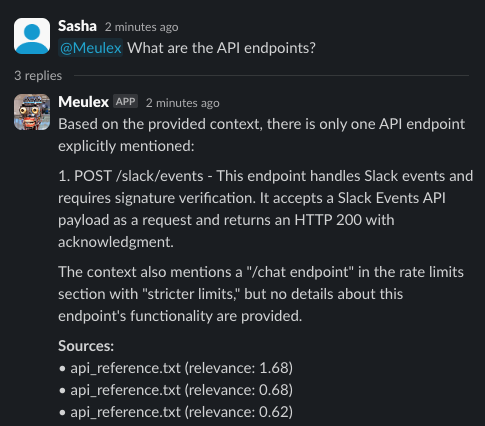 Sasha 2 minutes ago
@Meulex What are the API endpoints?
3 replies
Meulex APP 2 minutes ago
Based on the provided context, there is only one API endpoint
explicitly mentioned:
1. POST /slack/events - This endpoint handles Slack events and
requires signature verification. It accepts a Slack Events API
payload as a request and returns an HTTP 200 with
acknowledgment.
The context also mentions a "/chat endpoint" in the rate limits
section with "stricter limits," but no details about this
endpoint's functionality are provided.
Sources:
• api_reference.txt (relevance: 1.68)
• api_reference.txt (relevance: 0.68)
• api_reference.txt (relevance: 0.62)